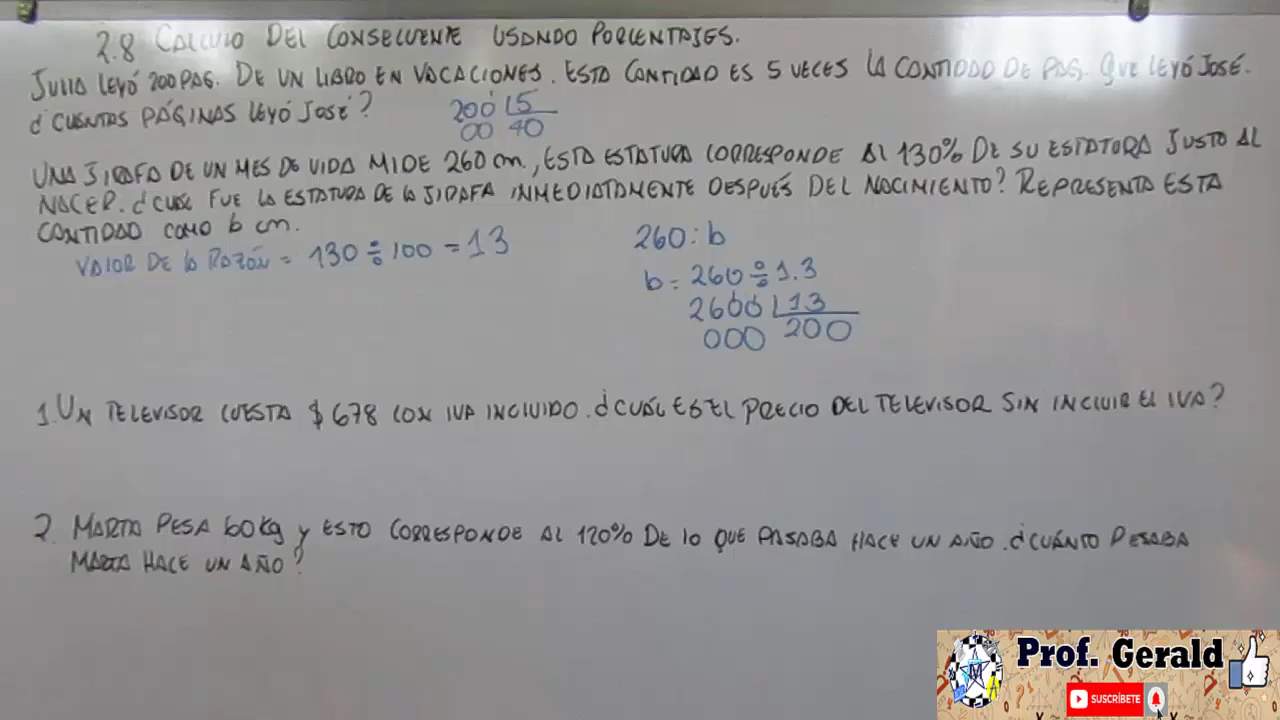 2.8 CALCULO DEL CONSECUENTE USANDO PORCENTAJES.
JULIA LEYÓ 200 PAG. DE UN LIBRO EN VACACIONES. ESTA CANTIDAD ES 5 VECES LA CANTIDAD DE PAG. QUE LEYÓ JOSÉ.
¿CUÁNTAS PÁGINAS LEYÓ JOSÉ?
200 5
00 40
UNA JIRAFA DE UN MES DE VIDA MIDE 260 cm, ESTA ESTATURA CORRESPONDE AL 130% DE SU ESTATURA JUSTO AL
NACER. ¿CUÁL FUE LA ESTATURA DE LA JIRAFA INMEDIATAMENTE DESPUÉS DEL NACIMIENTO? REPRESENTA ESTA
CANTIDAD COMO b cm.
VALOR DE LA RAZÓN = 130 ÷ 100 = 13
260 : b
b = 260 ÷ 1.3
2600 13
000 200
1. UN TELEVISOR CUESTA $ 678 CON IVA INCLUIDO. ¿CUÁL ES EL PRECIO DEL TELEVISOR SIN INCLUIR EL IVA?
2. MARTA PESA 60 kg y ESTO CORRESPONDE AL 120% DE LO QUE PASABA HACE UN AÑO. ¿CUÁNTO PESABA
MARTA HACE UN AÑO?
Prof. Gerald
SUSCRÍBETE